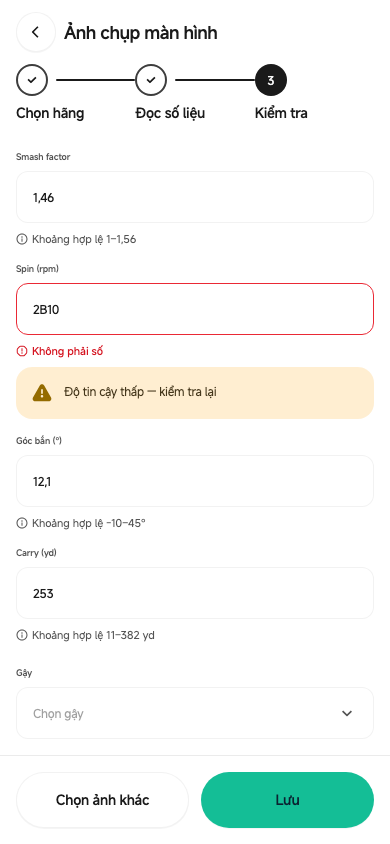 Ảnh chụp màn hình
3
Chọn hãng
Đọc số liệu
Kiểm tra
Smash factor
1,46
Khoảng hợp lệ 1–1,56
Spin (rpm)
2B10
Không phải số
Độ tin cậy thấp — kiểm tra lại
Góc bắn (°)
12,1
Khoảng hợp lệ -10–45°
Carry (yd)
253
Khoảng hợp lệ 11–382 yd
Gậy
Chọn gậy
Chọn ảnh khác
Lưu